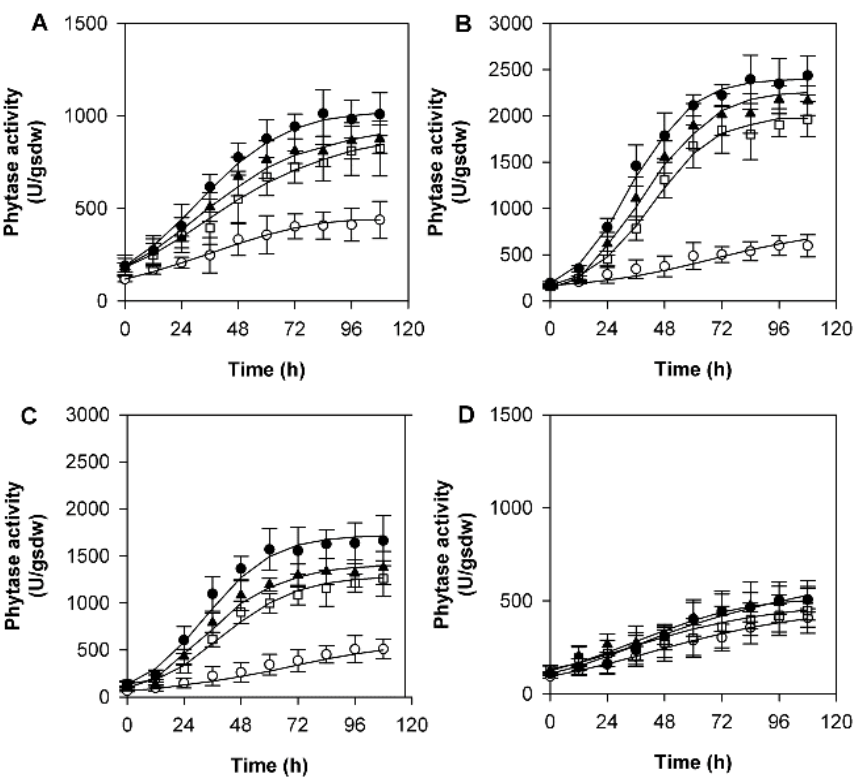 A
1500
1000
500
0
Phytase activity
(U/gsdw)
0 24 48 72 96 120
Time (h)
B
3000
2500
2000
1500
1000
500
0
Phytase activity
(U/gsdw)
0 24 48 72 96 120
Time (h)
C
3000
2500
2000
1500
1000
500
0
Phytase activity
(U/gsdw)
0 24 48 72 96 120
Time (h)
D
1500
1000
500
0
Phytase activity
(U/gsdw)
0 24 48 72 96 120
Time (h)